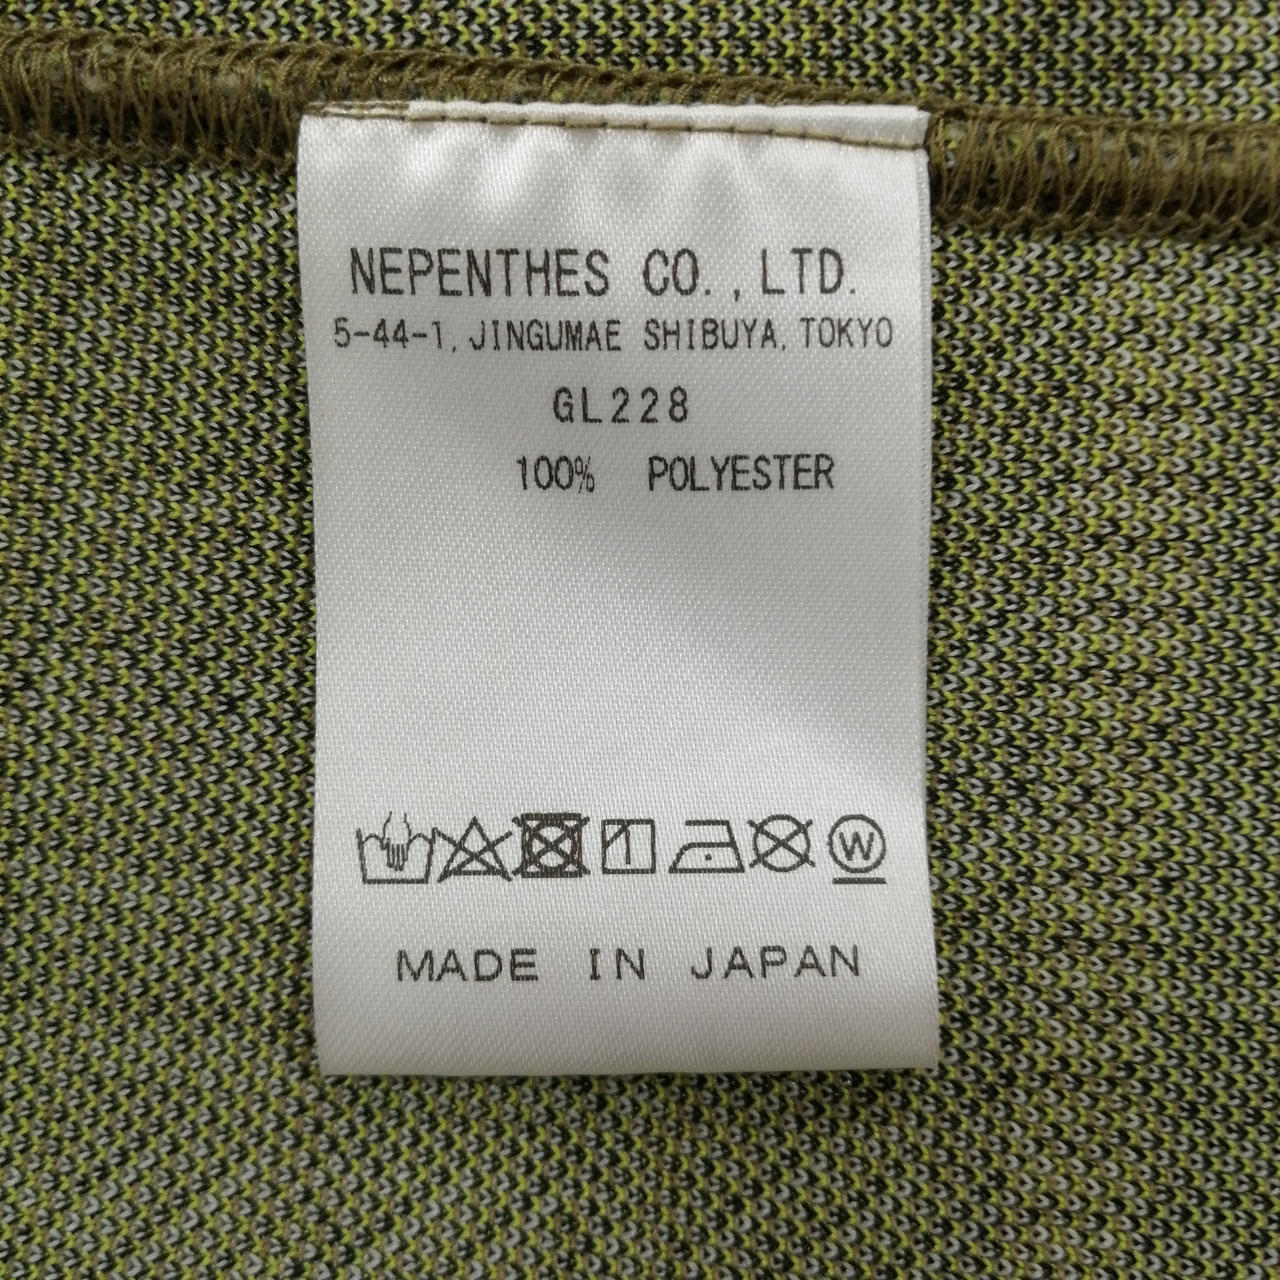 NEPENTHES CO.,LTD.
5-44-1, JINGUMAE SHIBUYA, TOKYO
GL228
100% POLYESTER
W
MADE IN JAPAN